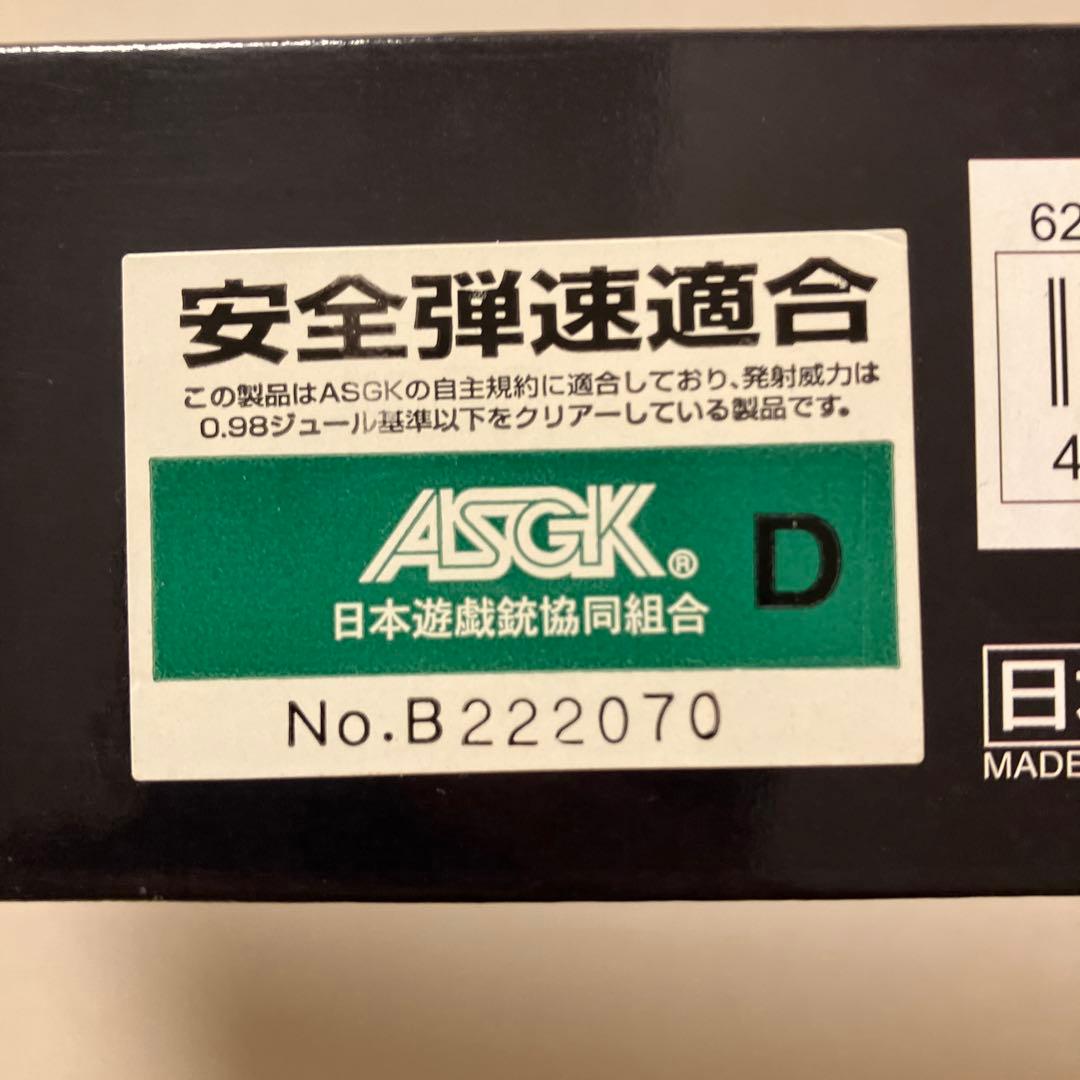 安全弾速適合
この製品はASGKの自主規約に適合しており、発射威力は
0.98ジュール基準以下をクリアーしている製品です。
ASGK®
D
日本遊戯銃協同組合
No.B222070
62
4
日
MADE